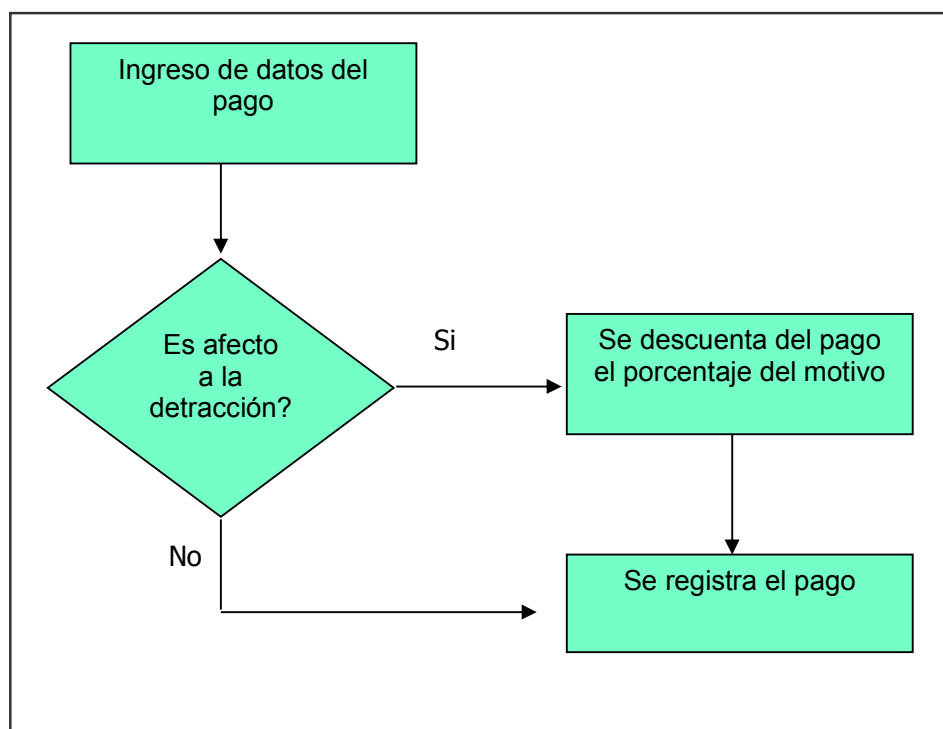 Ingreso de datos del
pago
Es afecto
a la
detracción?
Si
Se descuenta del pago
el porcentaje del motivo
No
Se registra el pago